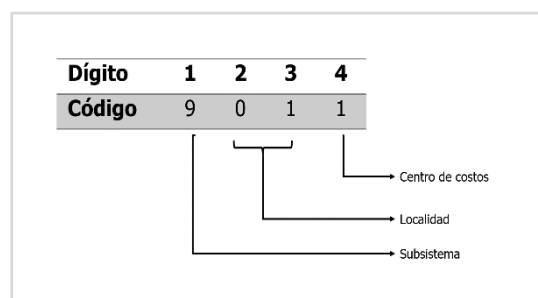 Dígito 1 2 3 4
Código 9 0 1 1
Centro de costos
Localidad
Subsistema